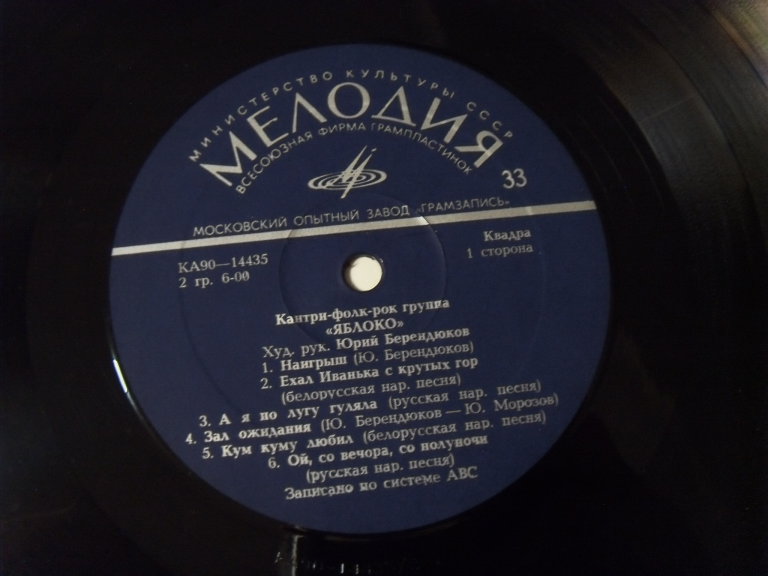 МИНИСТЕРСТВО КУЛЬТУРЫ СССР
МЕЛОДИЯ
ВСЕСОЮЗНАЯ ФИРМА ГРАМПЛАСТИНОК
33
МОСКОВСКИЙ ОПЫТНЫЙ ЗАВОД «ГРАМЗАПИСЬ»
КА90—14435
2 гр. 6-00
Квадра
1 сторона
Кантри-фолк-рок группа
«ЯБЛОКО»
Худ. рук. Юрий Берендюков
1. Наигрыш (Ю. Берендюков)
2. Ехал Иванька с крутых гор
(белорусская нар. песня)
3. А я по лугу гуляла (русская нар. песня)
4. Зал ожидания (Ю. Берендюков — Ю. Морозов)
5. Кум куму любил (белорусская нар. песня)
6. Ой, со вечора, со полуночи
(русская нар. песня)
Записано по системе АВС